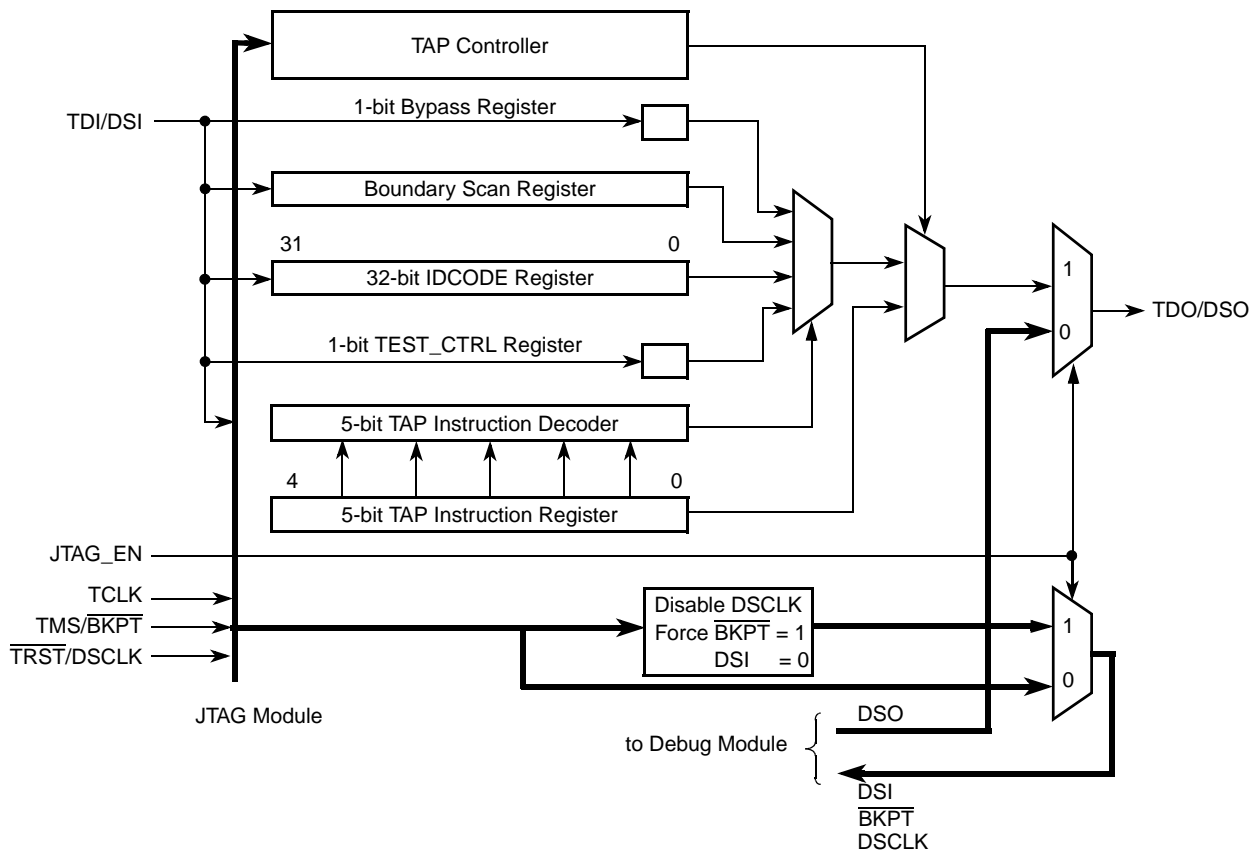 TAP Controller
1-bit Bypass Register
TDI/DSI
Boundary Scan Register
31 0
32-bit IDCODE Register
1
0
TDO/DSO
1-bit TEST_CTRL Register
5-bit TAP Instruction Decoder
4 0
5-bit TAP Instruction Register
JTAG_EN
TCLK
TMS/BKPT
TRST/DSCLK
Disable DSCLK
Force BKPT = 1
DSI = 0
1
0
JTAG Module
DSO
to Debug Module
DSI
BKPT
DSCLK